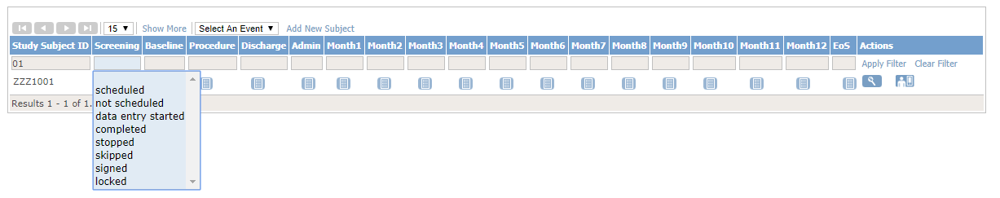 15 Show More Select An Event Add New Subject
Study Subject ID Screening Baseline Procedure Discharge Admin Month1 Month2 Month3 Month4 Month5 Month6 Month7 Month8 Month9 Month10 Month11 Month12 EoS Actions
01 Apply Filter Clear Filter
ZZZ1001
scheduled
not scheduled
Results 1 - 1 of 1.
data entry started
completed
stopped
skipped
signed
locked